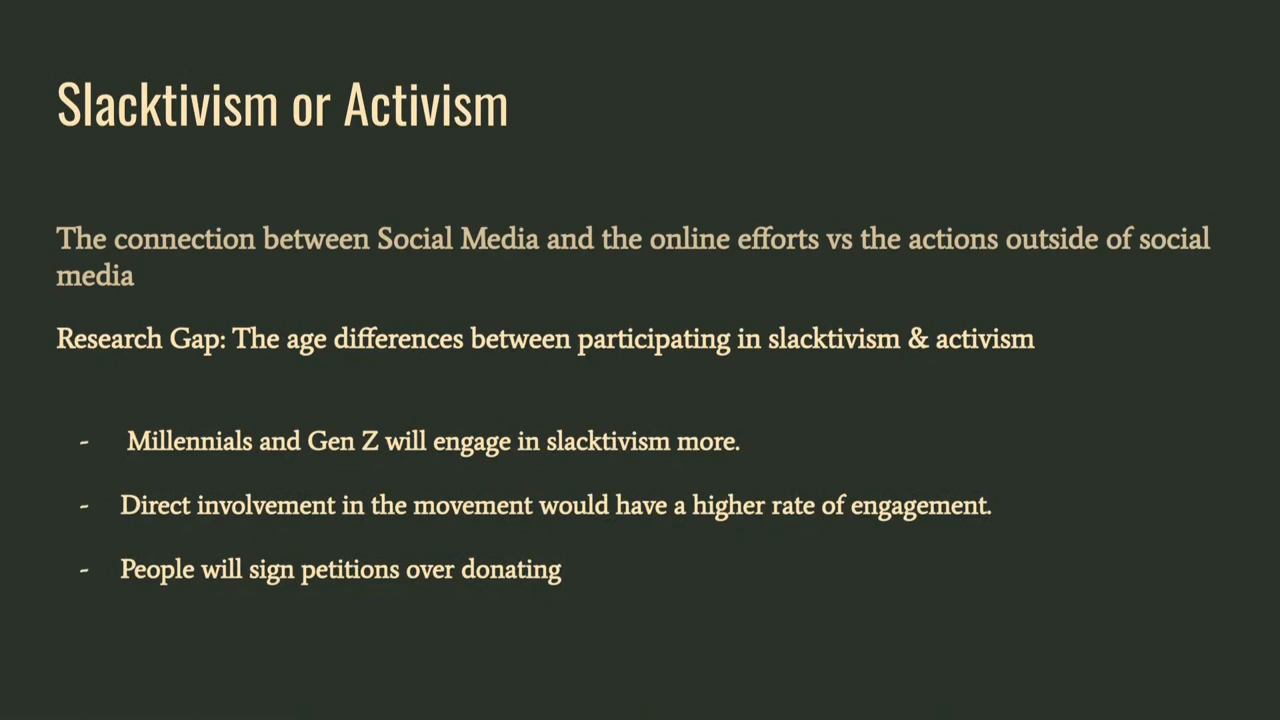 Slacktivism or Activism
The connection between Social Media and the online efforts vs the actions outside of social
media
Research Gap: The age differences between participating in slacktivism & activism
- Millennials and Gen Z will engage in slacktivism more.
- Direct involvement in the movement would have a higher rate of engagement.
- People will sign petitions over donating